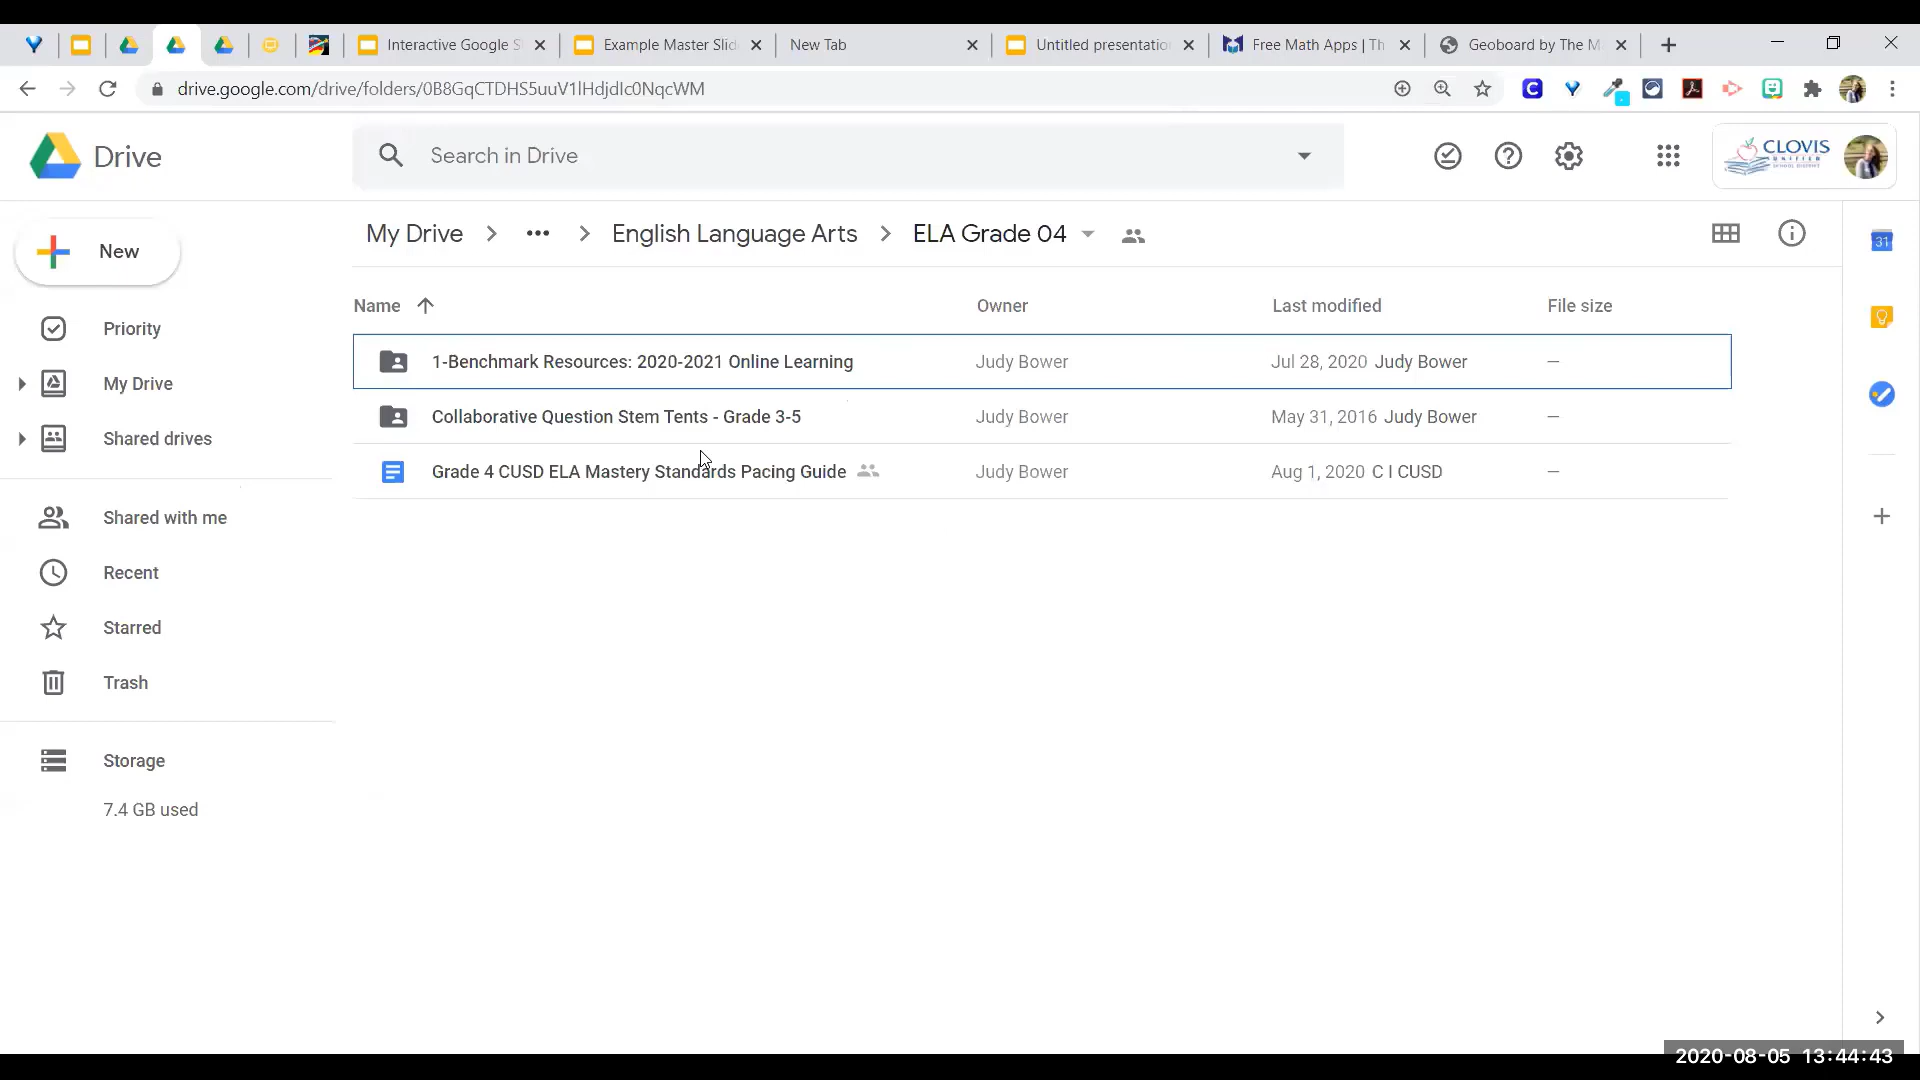 Interactive Google S
Example Master Slid
New Tab
Untitled presentatio
Free Math Apps | Th
Geoboard by The M
drive.google.com/drive/folders/0B8GqCTDHS5uuV1lHdjdIc0NqcWM
Drive
Search in Drive
CLOVIS
UNIFIED
SCHOOL DISTRICT
New
My Drive > ••• > English Language Arts > ELA Grade 04
31
Name Owner Last modified File size
Priority
1-Benchmark Resources: 2020-2021 Online Learning Judy Bower Jul 28, 2020 Judy Bower —
My Drive
Collaborative Question Stem Tents - Grade 3-5 Judy Bower May 31, 2016 Judy Bower —
Shared drives
Grade 4 CUSD ELA Mastery Standards Pacing Guide Judy Bower Aug 1, 2020 C I CUSD —
Shared with me
Recent
Starred
Trash
Storage
7.4 GB used
2020-08-05 13:44:43